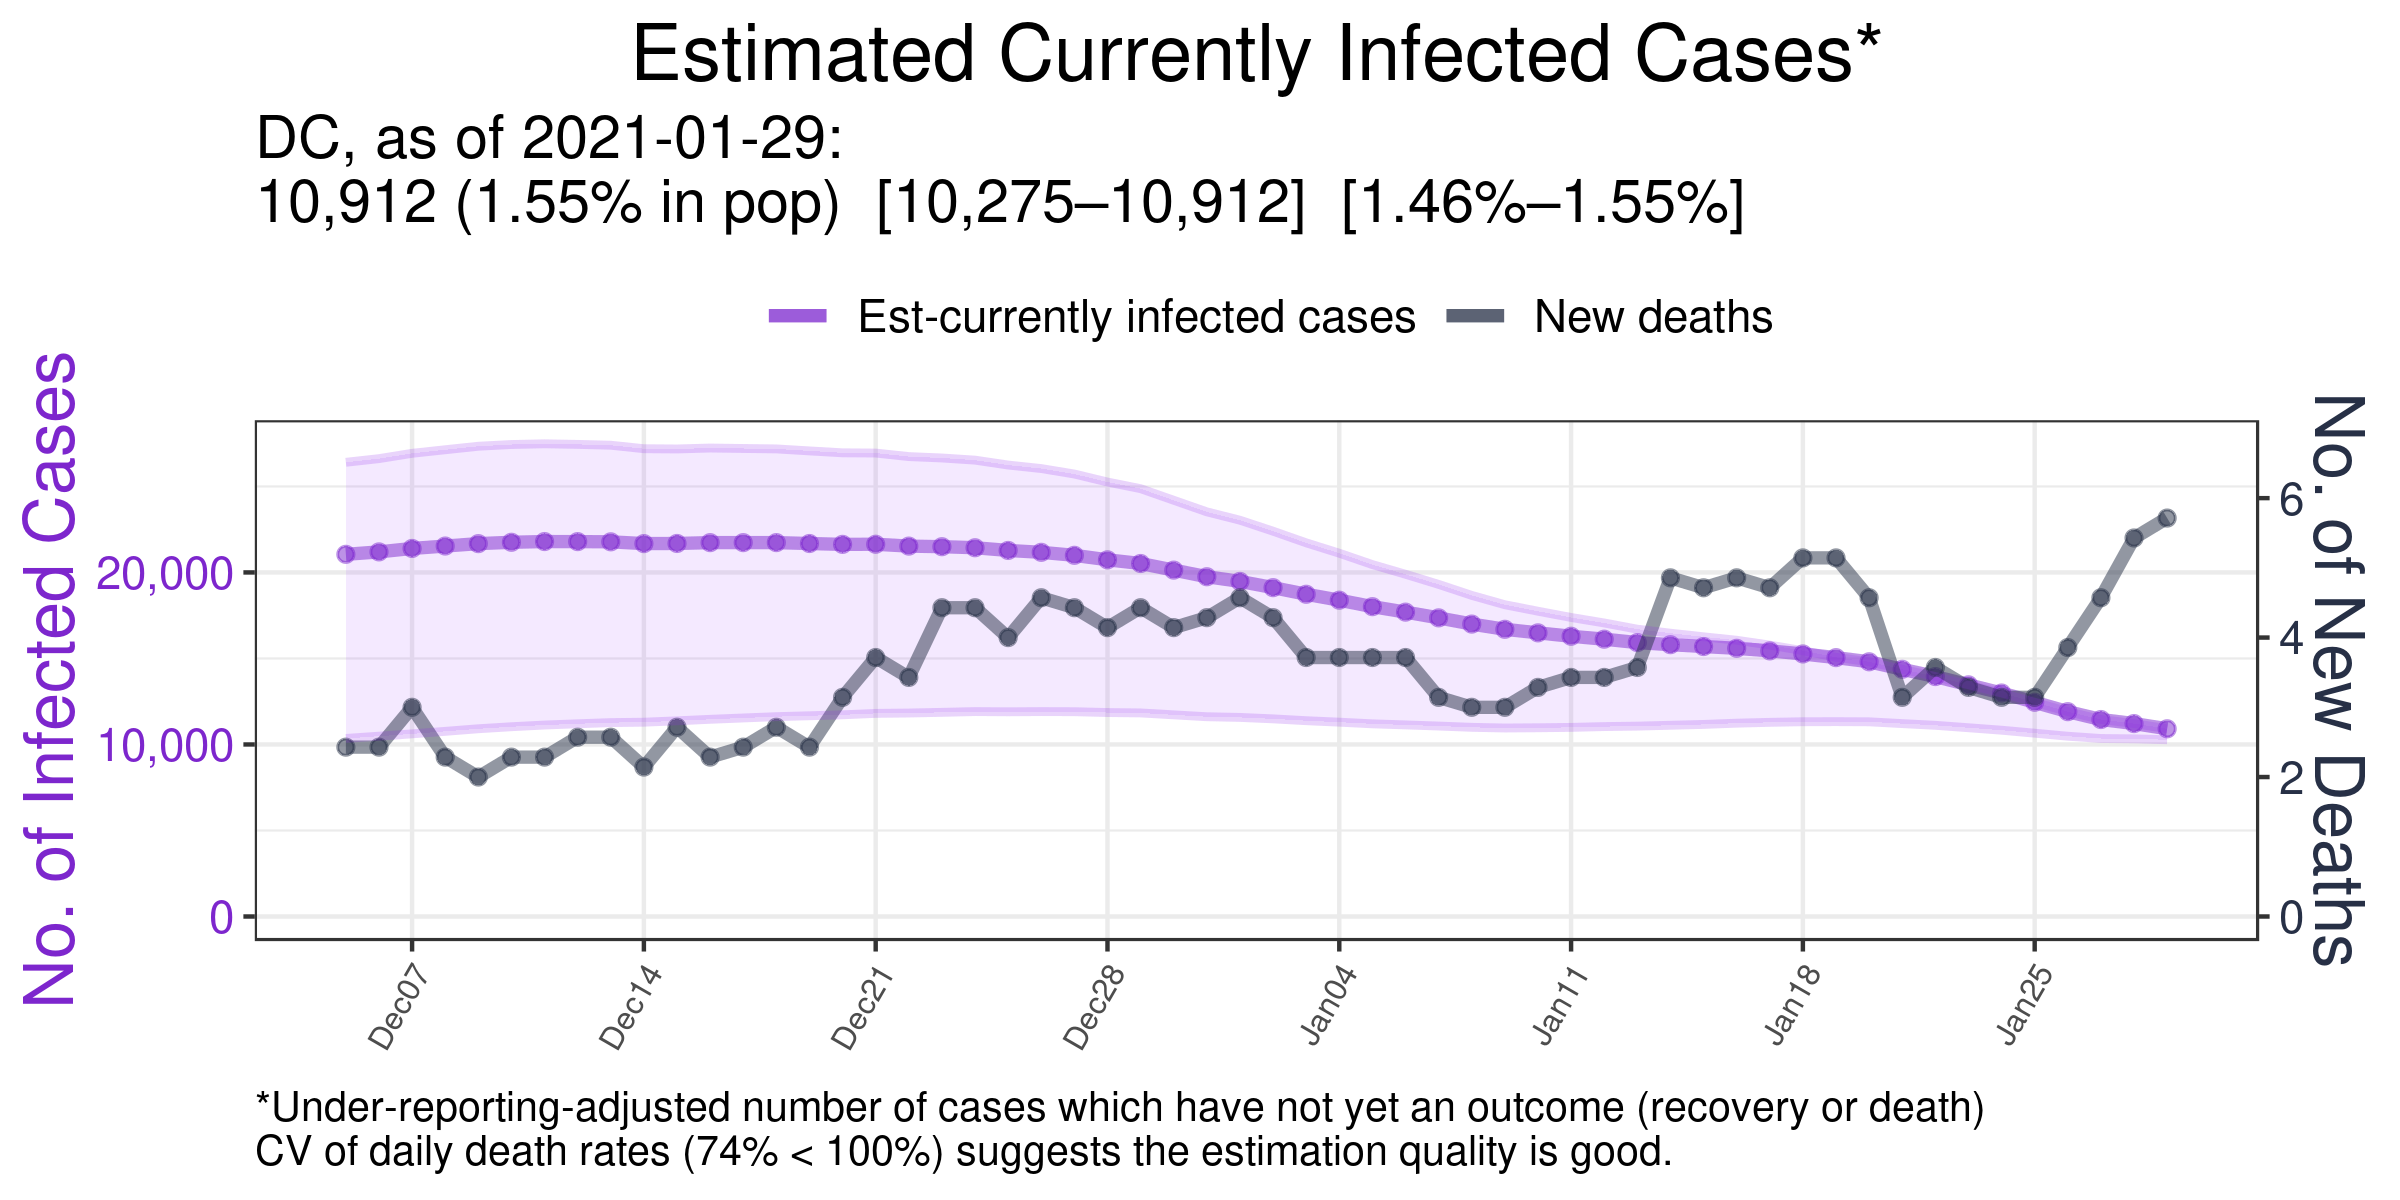 Estimated Currently Infected Cases*
DC, as of 2021-01-29:
10,912 (1.55% in pop)  [10,275–10,912]  [1.46%–1.55%]
Est-currently infected cases
New deaths
No. of Infected Cases
20,000
10,000
0
6
4
2
0
No. of New Deaths
Dec07
Dec14
Dec21
Dec28
Jan04
Jan11
Jan18
Jan25
*Under-reporting-adjusted number of cases which have not yet an outcome (recovery or death)
CV of daily death rates (74% < 100%) suggests the estimation quality is good.